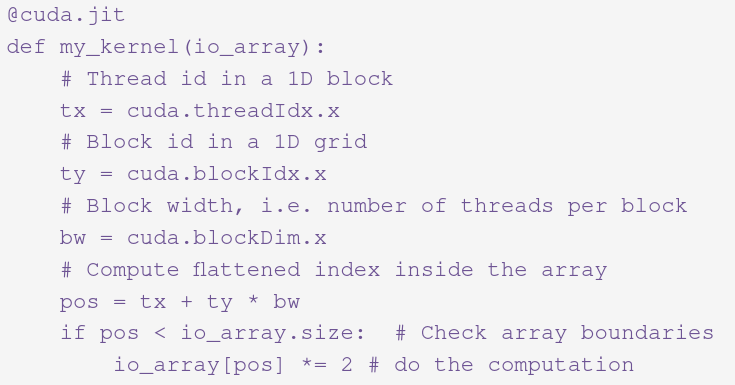 @cuda.jit
def my_kernel(io_array):
    # Thread id in a 1D block
    tx = cuda.threadIdx.x
    # Block id in a 1D grid
    ty = cuda.blockIdx.x
    # Block width, i.e. number of threads per block
    bw = cuda.blockDim.x
    # Compute flattened index inside the array
    pos = tx + ty * bw
    if pos < io_array.size:  # Check array boundaries
        io_array[pos] *= 2 # do the computation